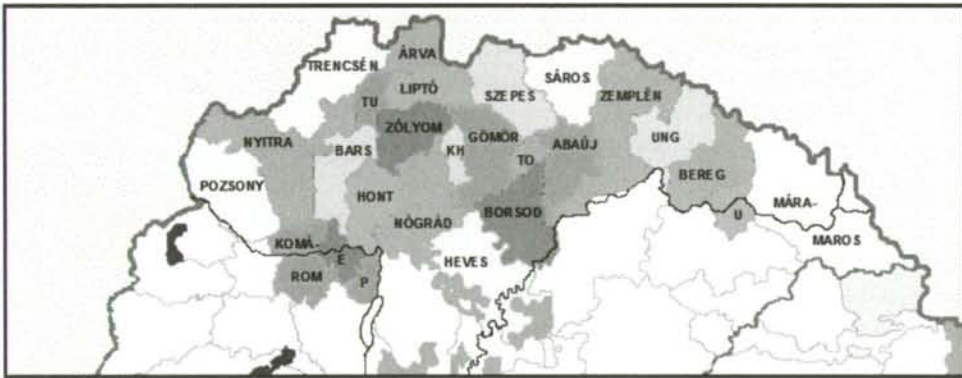 ÁRVA
TRENCSÉN
SÁROS
LIPTÓ
SZEPES
ZEMPLÉN
TU
ZÓLYOM
GÖMÖR
NYITRA
BARS
KH
ABAÚJ
UNG
TO
BEREG
POZSONY
HONT
MÁRA-
BORSOD
U
NÓGRÁD
KOMÁ-
MAROS
É
HEVES
ROM
P